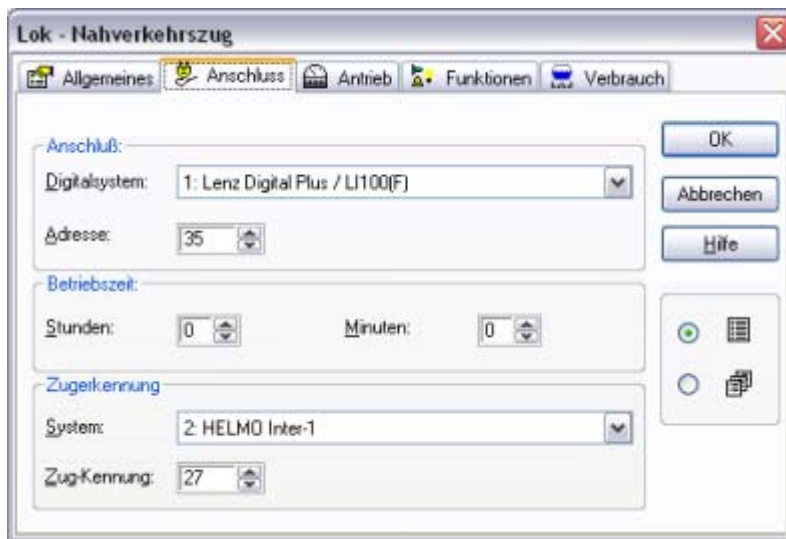 Lok - Nahverkehrszug
Allgemeines Anschluss Antrieb Funktionen Verbrauch
Anschluß:
Digitalsystem: 1: Lenz Digital Plus / LI100(F)
Adresse: 35
Betriebszeit:
Stunden: 0 Minuten: 0
Zugerkennung
System: 2: HELMO Inter-1
Zug-Kennung: 27
OK
Abbrechen
Hilfe